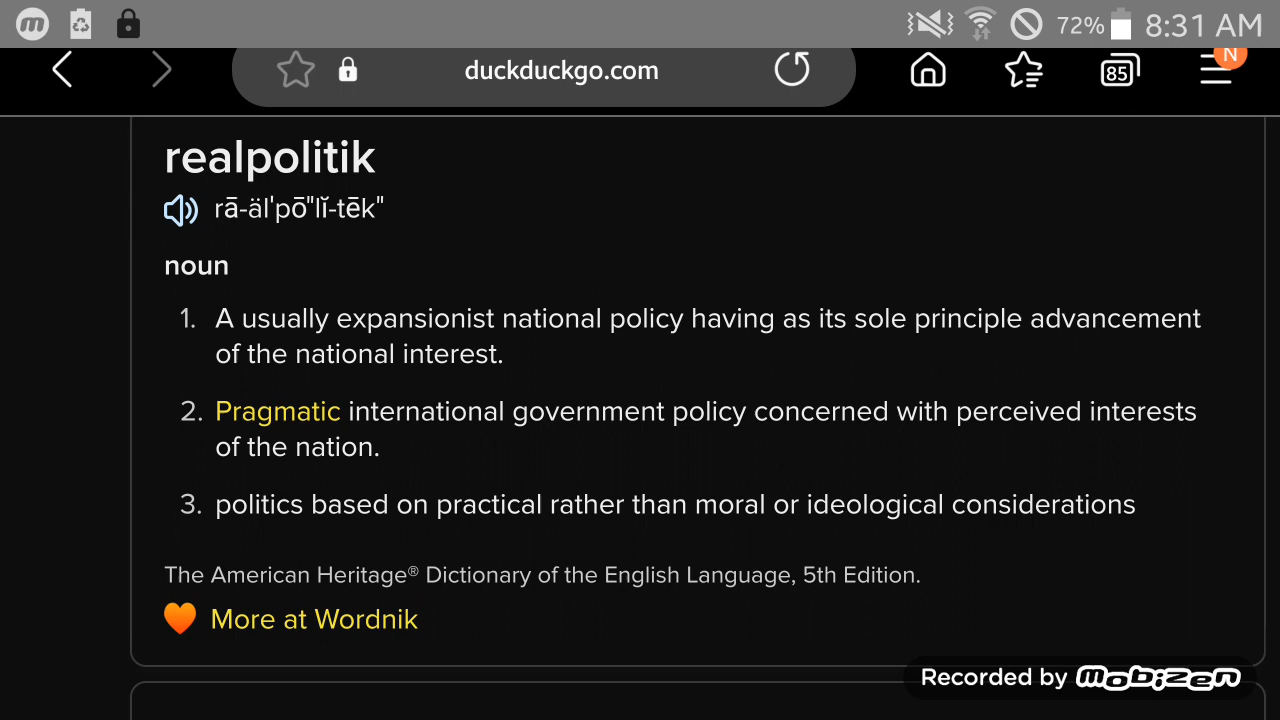 72% 8:31 AM
duckduckgo.com 85 N
realpolitik
rā-älˈpō"lĭ-tēk"
noun
1. A usually expansionist national policy having as its sole principle advancement
of the national interest.
2. Pragmatic international government policy concerned with perceived interests
of the nation.
3. politics based on practical rather than moral or ideological considerations
The American Heritage® Dictionary of the English Language, 5th Edition.
More at Wordnik
Recorded by mobizen